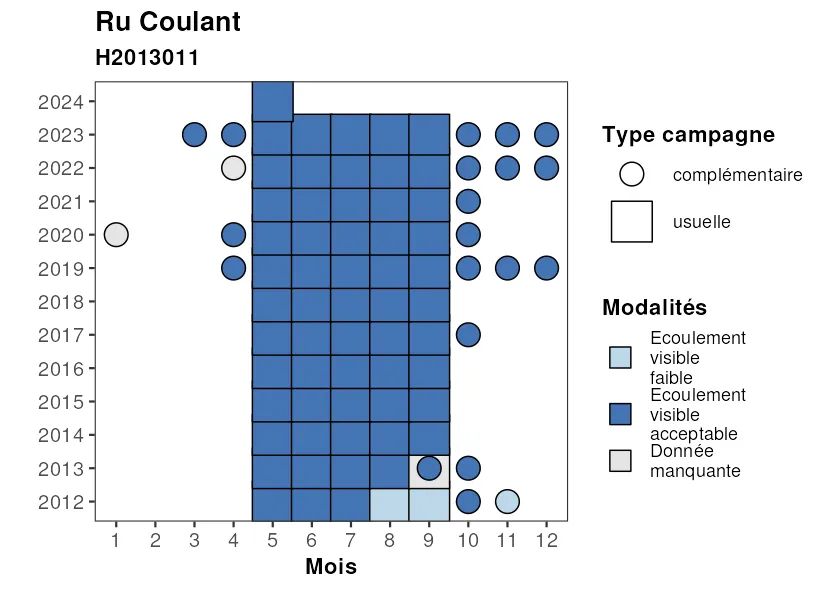 Ru Coulant
H2013011
2024
2023
2022
2021
2020
2019
2018
2017
2016
2015
2014
2013
2012
1 2 3 4 5 6 7 8 9 10 11 12
Mois
Type campagne
complémentaire
usuelle
Modalités
Ecoulement
visible
faible
Ecoulement
visible
acceptable
Donnée
manquante